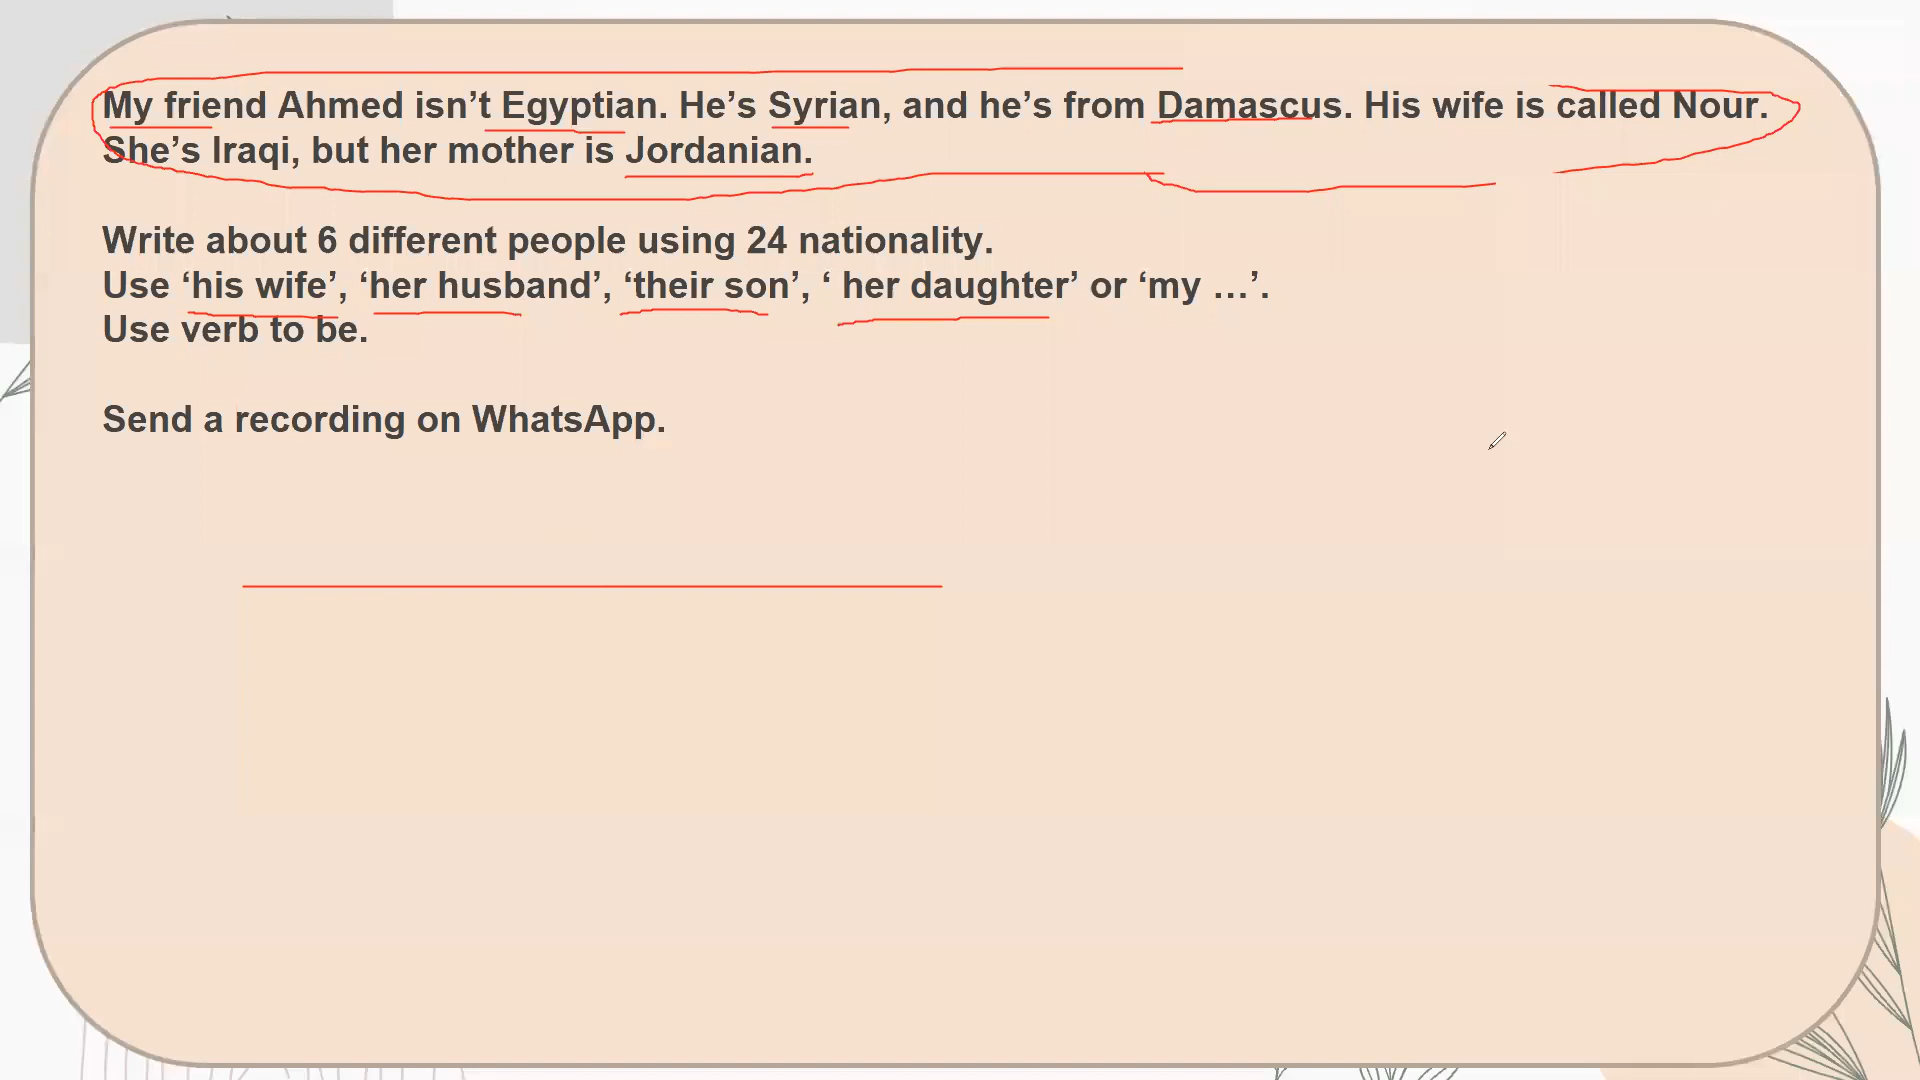 My friend Ahmed isn’t Egyptian. He’s Syrian, and he’s from Damascus. His wife is called Nour.
She’s Iraqi, but her mother is Jordanian.
Write about 6 different people using 24 nationality.
Use ‘his wife’, ‘her husband’, ‘their son’, ‘ her daughter’ or ‘my …’.
Use verb to be.
Send a recording on WhatsApp.